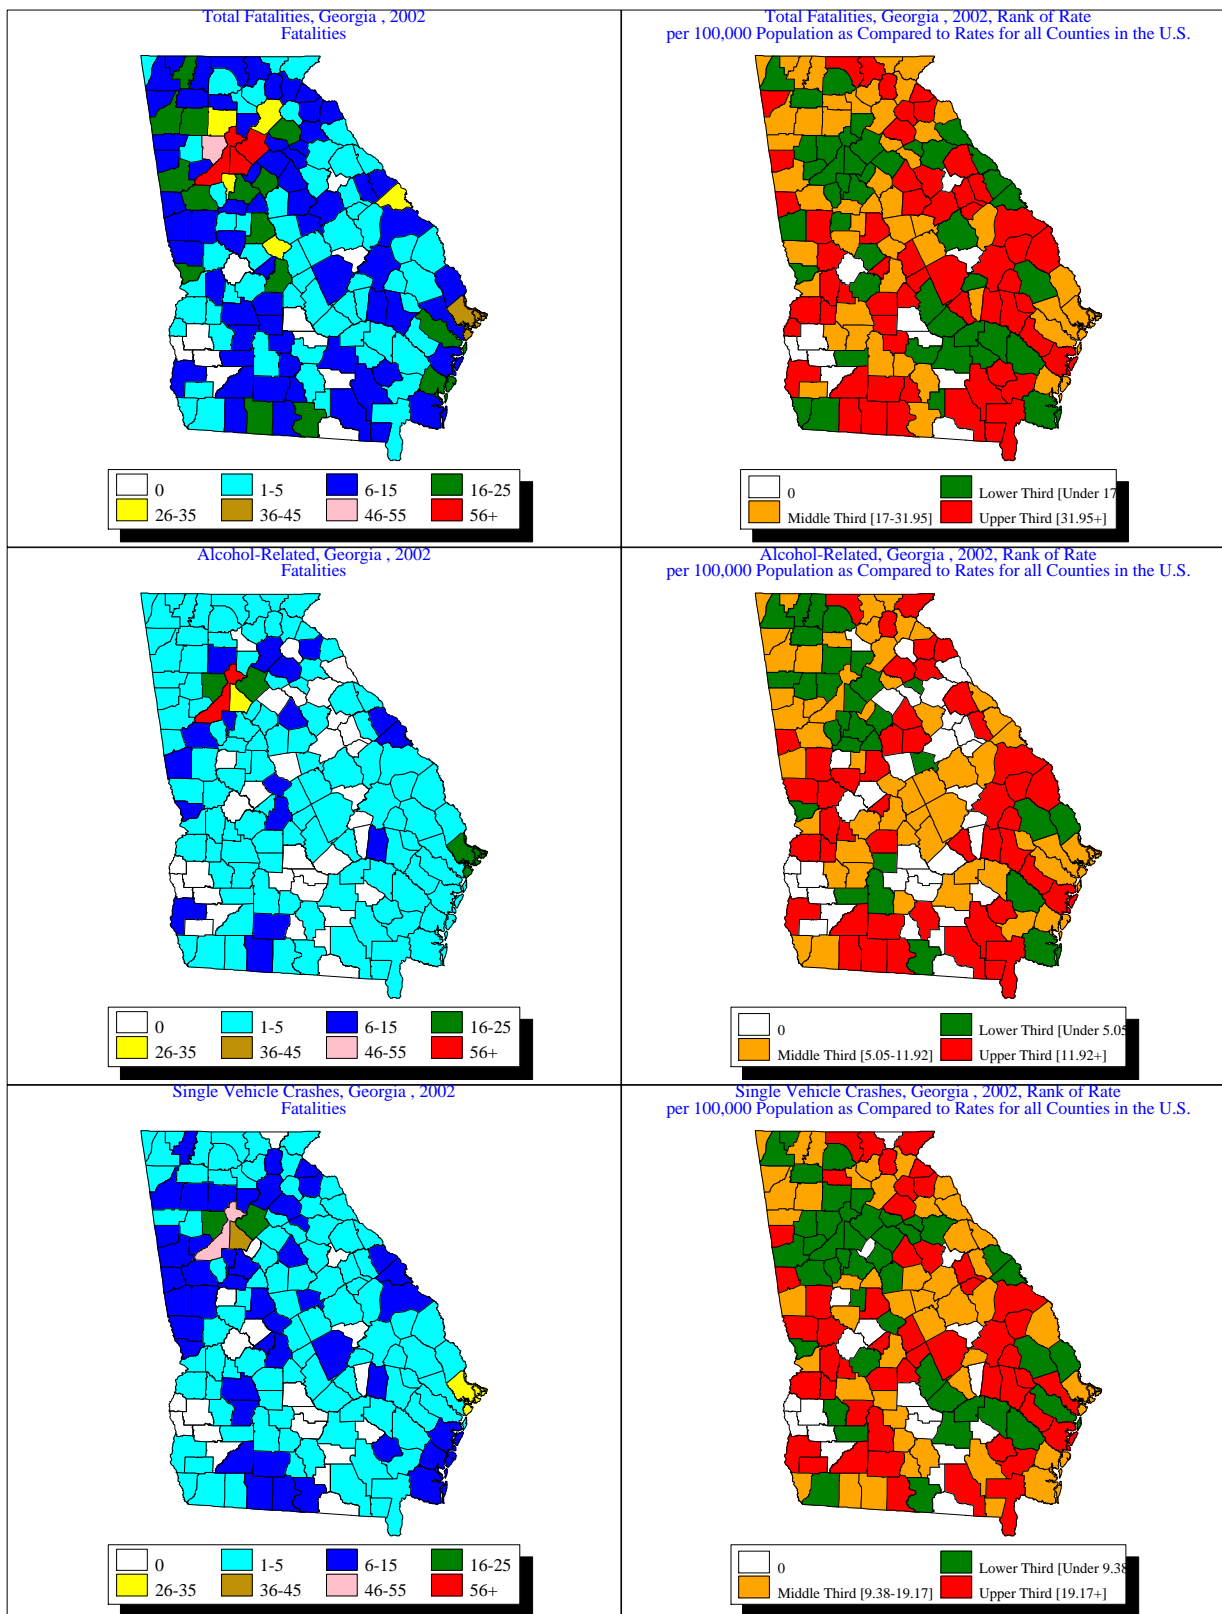 Total Fatalities, Georgia , 2002
Fatalities
0
1-5
6-15
16-25
26-35
36-45
46-55
56+
Total Fatalities, Georgia , 2002, Rank of Rate
per 100,000 Population as Compared to Rates for all Counties in the U.S.
0
Lower Third [Under 17
Middle Third [17-31.95]
Upper Third [31.95+]
Alcohol-Related, Georgia , 2002
Fatalities
0
1-5
6-15
16-25
26-35
36-45
46-55
56+
Alcohol-Related, Georgia , 2002, Rank of Rate
per 100,000 Population as Compared to Rates for all Counties in the U.S.
0
Lower Third [Under 5.05
Middle Third [5.05-11.92]
Upper Third [11.92+]
Single Vehicle Crashes, Georgia , 2002
Fatalities
0
1-5
6-15
16-25
26-35
36-45
46-55
56+
Single Vehicle Crashes, Georgia , 2002, Rank of Rate
per 100,000 Population as Compared to Rates for all Counties in the U.S.
0
Lower Third [Under 9.38
Middle Third [9.38-19.17]
Upper Third [19.17+]